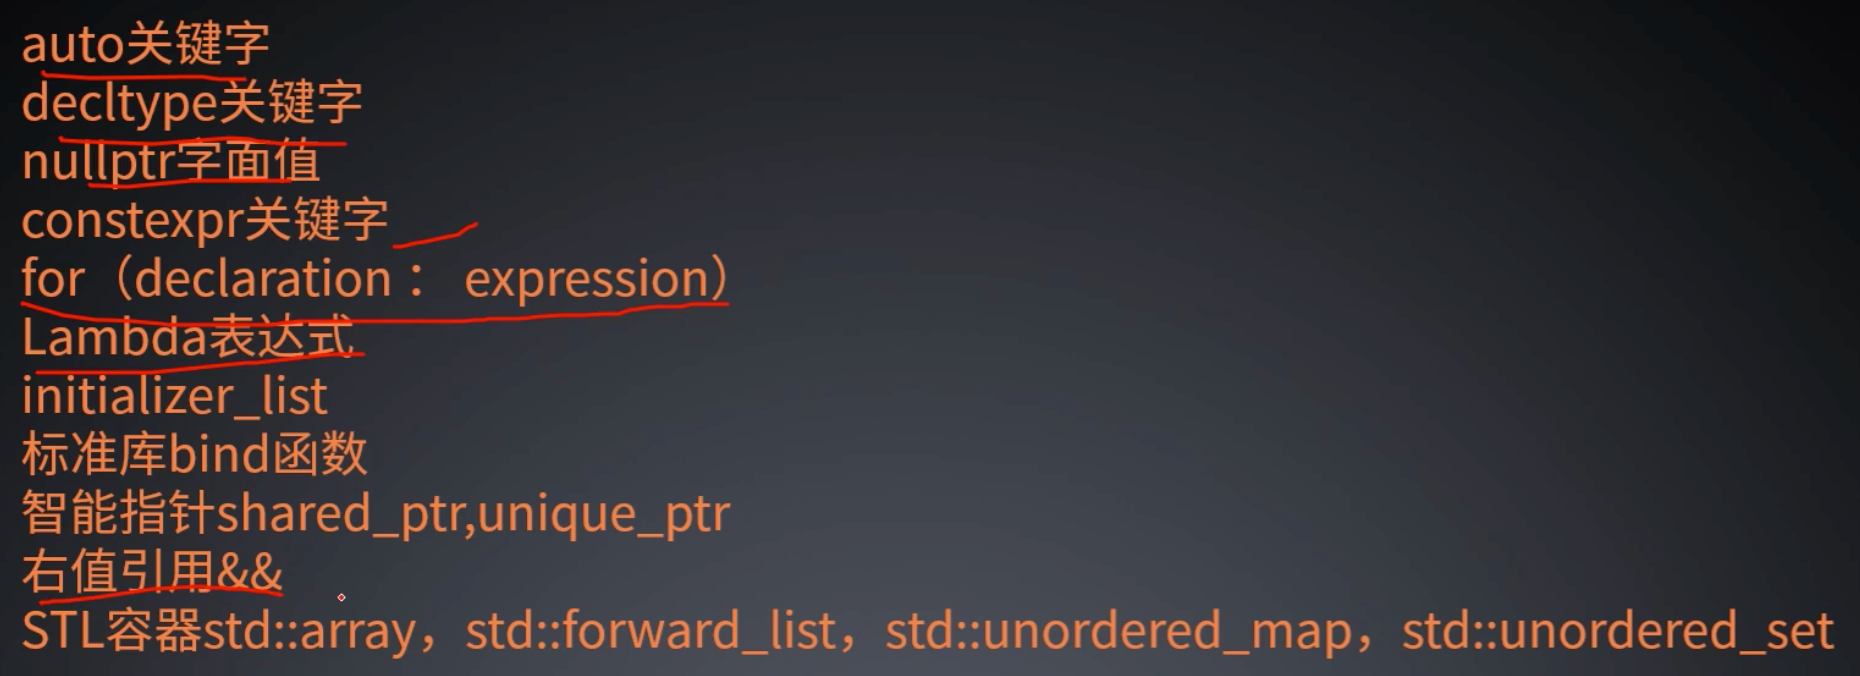 auto关键字
decltype关键字
nullptr字面值
constexpr关键字
for（declaration： expression）
Lambda表达式
initializer_list
标准库bind函数
智能指针shared_ptr,unique_ptr
右值引用&&
STL容器std::array，std::forward_list，std::unordered_map，std::unordered_set